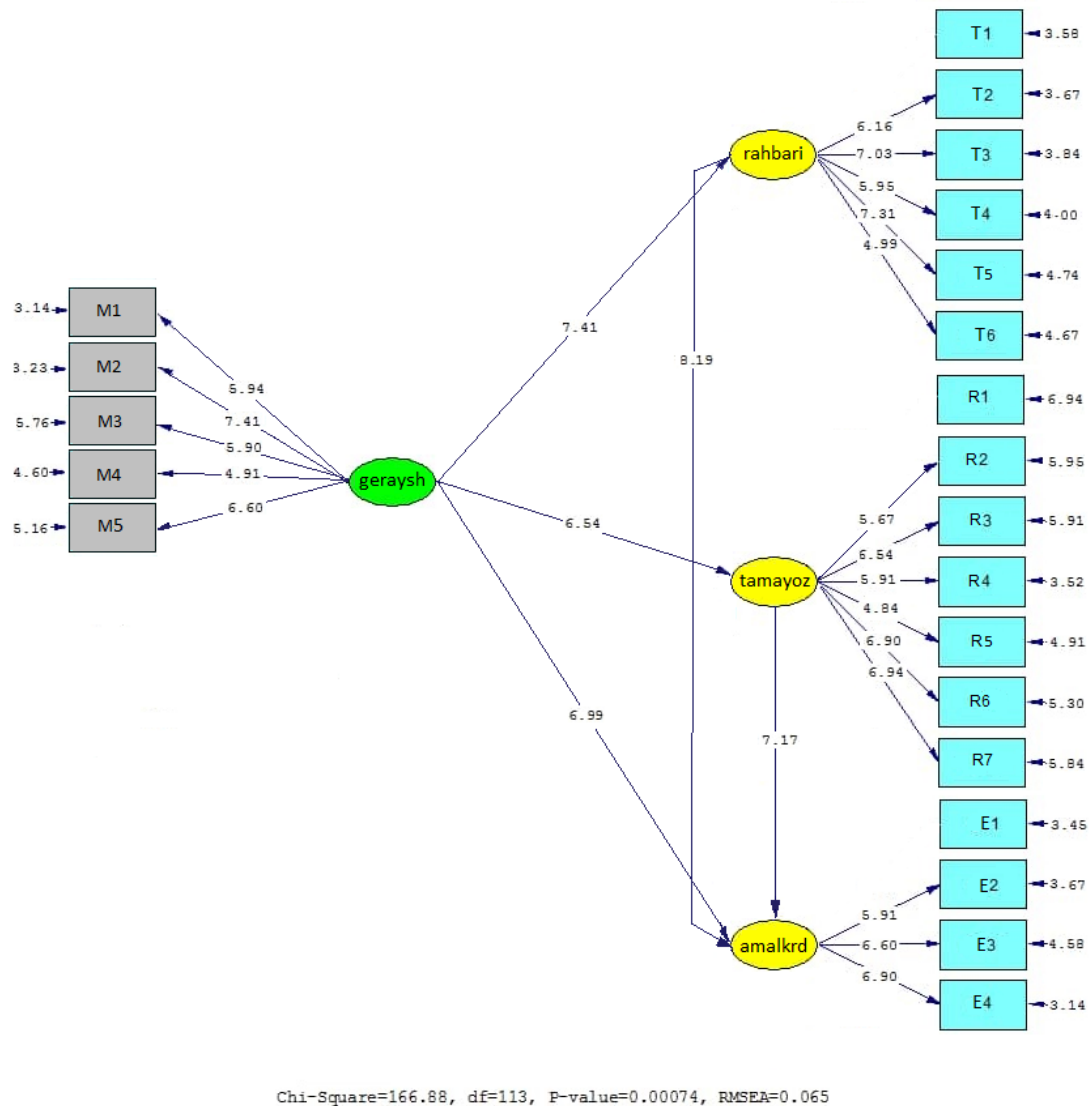 T1
3.58
T2
3.67
6.16
rahbari
7.03
T3
3.84
5.95
T4
4.00
7.31
4.99
T5
4.74
T6
4.67
7.41
8.19
3.14
M1
3.23
M2
5.76
M3
4.60
M4
5.16
M5
5.94
7.41
5.90
4.91
6.60
geraysh
R1
6.94
R2
5.95
R3
5.91
R4
3.52
R5
4.91
R6
5.30
R7
5.84
6.54
tamayoz
5.67
6.54
5.91
4.84
6.90
6.94
6.99
7.17
E1
3.45
E2
3.67
E3
4.58
E4
3.14
amalkrd
5.91
6.60
6.90
Chi-Square=166.88, df=113, P-value=0.00074, RMSEA=0.065